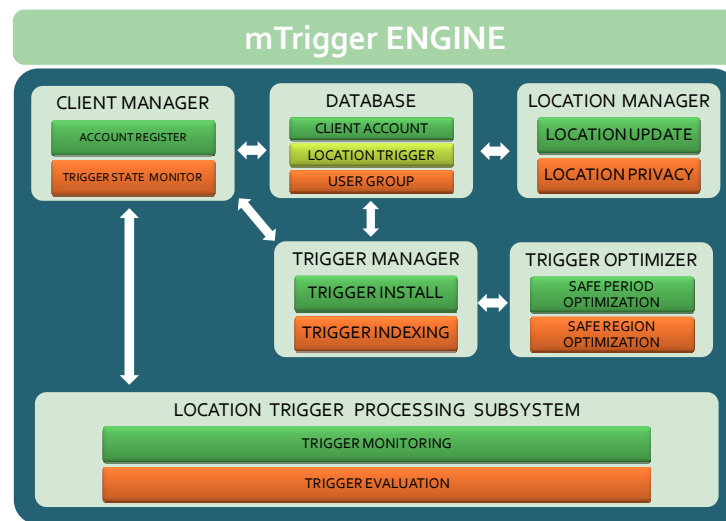 mTrigger ENGINE
CLIENT MANAGER
ACCOUNT REGISTER
TRIGGER STATE MONITOR
DATABASE
CLIENT ACCOUNT
LOCATION TRIGGER
USER GROUP
LOCATION MANAGER
LOCATION UPDATE
LOCATION PRIVACY
TRIGGER MANAGER
TRIGGER INSTALL
TRIGGER INDEXING
TRIGGER OPTIMIZER
SAFE PERIOD
OPTIMIZATION
SAFE REGION
OPTIMIZATION
LOCATION TRIGGER PROCESSING SUBSYSTEM
TRIGGER MONITORING
TRIGGER EVALUATION